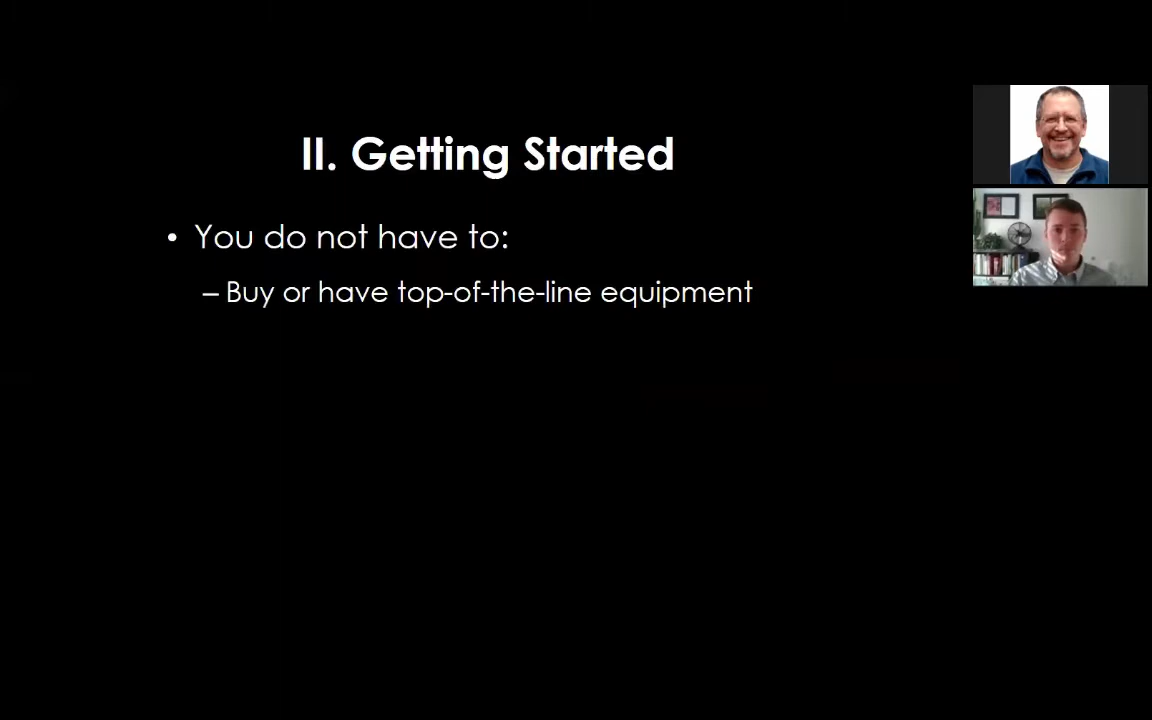 II. Getting Started
• You do not have to:
– Buy or have top-of-the-line equipment